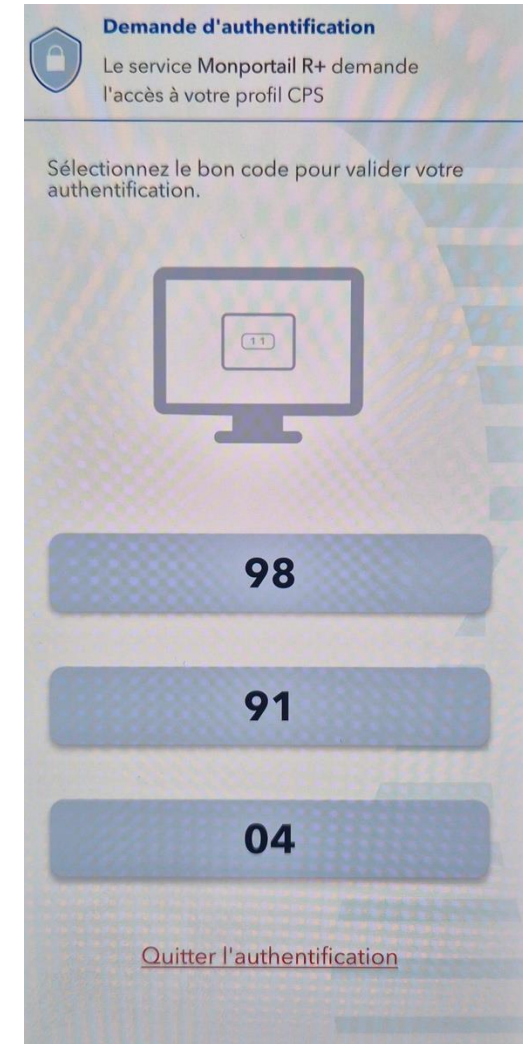 Demande d'authentification
Le service Monportail R+ demande
l'accès à votre profil CPS
Sélectionnez le bon code pour valider votre
authentification.
11
98
91
04
Quitter l'authentification